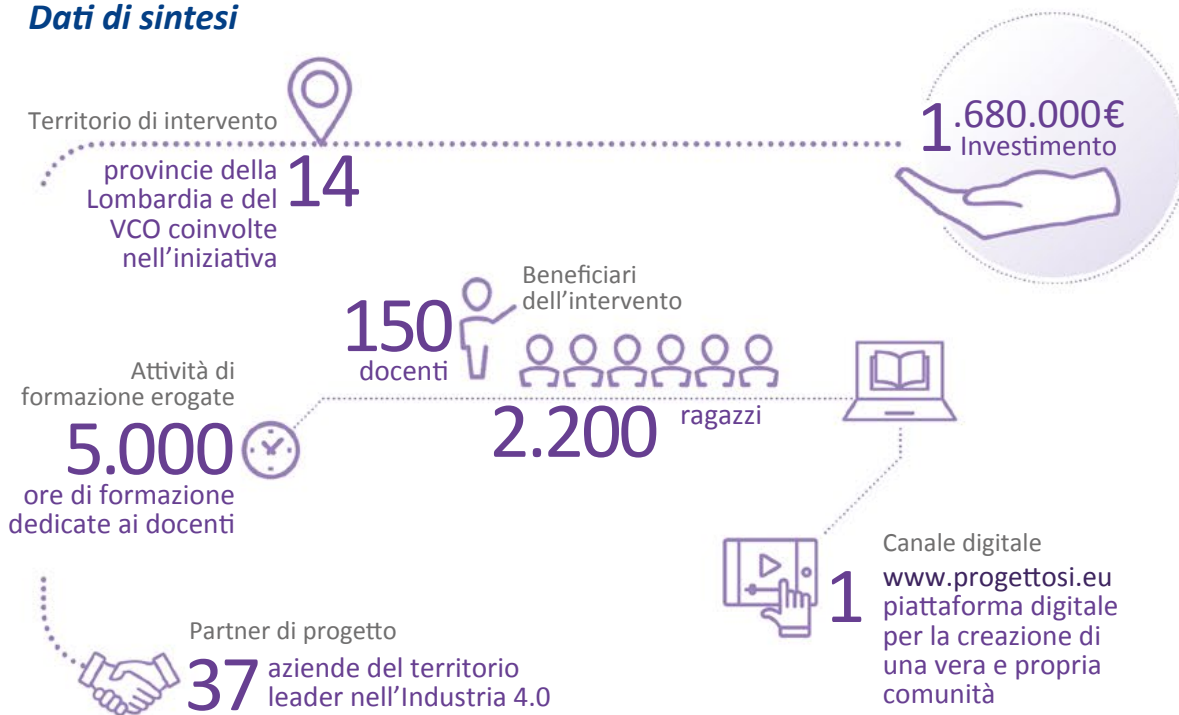 Dati di sintesi
Territorio di intervento
14
provincie della
Lombardia e del
VCO coinvolte
nell'iniziativa
1.680.000€
Investimento
Beneficiari
dell'intervento
150
docenti
2.200 ragazzi
Attività di
formazione erogate
5.000
ore di formazione
dedicate ai docenti
Canale digitale
1
www.progettosi.eu
piattaforma digitale
per la creazione di
una vera e propria
comunità
Partner di progetto
37 aziende del territorio
leader nell'Industria 4.0